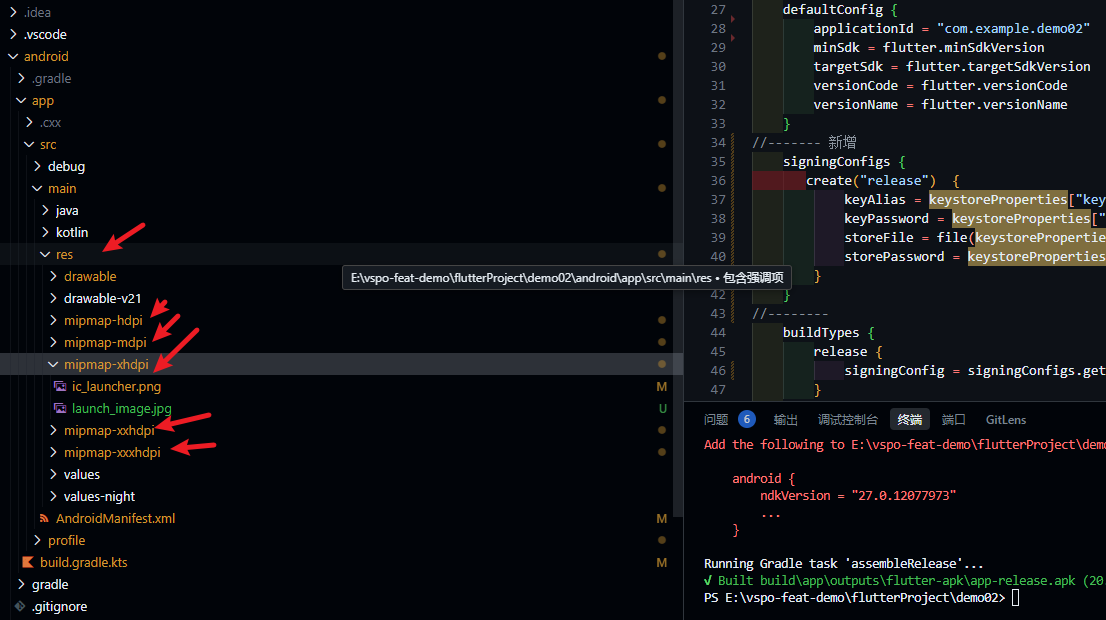 .idea
.vscode
android
.gradle
app
.cxx
src
debug
main
java
kotlin
res
drawable
drawable-v21
mipmap-hdpi
mipmap-mdpi
mipmap-xhdpi
ic_launcher.png
M
launch_image.jpg
U
mipmap-xxhdpi
mipmap-xxxhdpi
values
values-night
AndroidManifest.xml
M
profile
build.gradle.kts
M
gradle
.gitignore
E:\vspo-feat-demo\flutterProject\demo02\android\app\src\main\res • 包含强调项
27 defaultConfig {
28 applicationId = "com.example.demo02"
29 minSdk = flutter.minSdkVersion
30 targetSdk = flutter.targetSdkVersion
31 versionCode = flutter.versionCode
32 versionName = flutter.versionName
33 }
34 //------- 新增
35 signingConfigs {
36 create("release") {
37 keyAlias = keystoreProperties["key
38 keyPassword = keystoreProperties["
39 storeFile = file(keystoreProperties
40 storePassword = keystoreProperties
}
42 }
43 //--------
44 buildTypes {
45 release {
46 signingConfig = signingConfigs.get
47 }
问题 6 输出 调试控制台 终端 端口 GitLens
Add the following to E:\vspo-feat-demo\flutterProject\demo
android {
ndkVersion = "27.0.12077973"
...
}
Running Gradle task 'assembleRelease'...
√ Built build\app\outputs\flutter-apk\app-release.apk (20
PS E:\vspo-feat-demo\flutterProject\demo02>